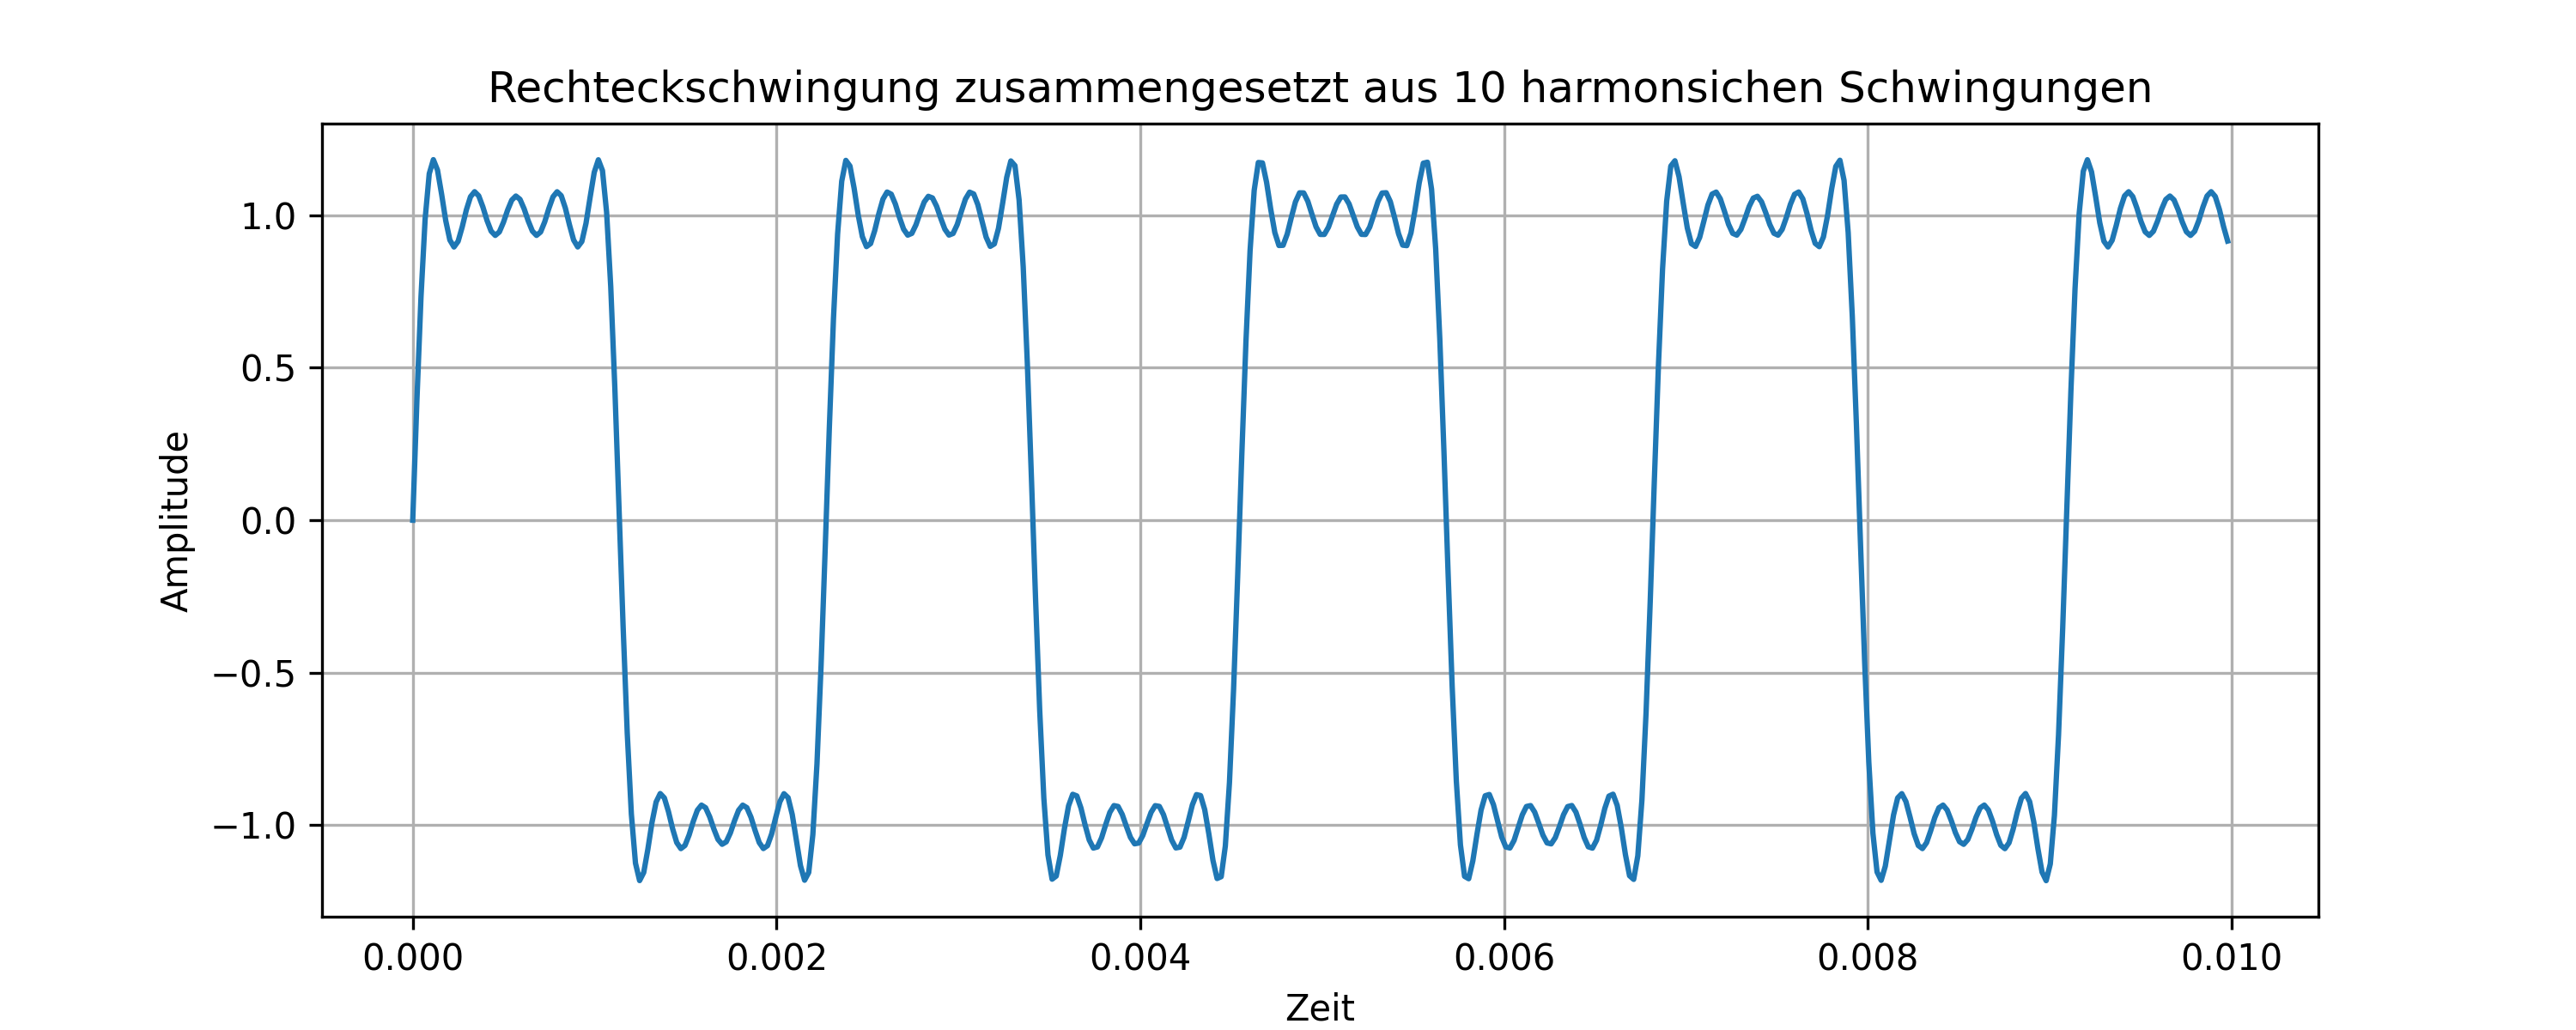 Rechteckschwingung zusammengesetzt aus 10 harmonsichen Schwingungen
1.0
0.5
0.0
−0.5
−1.0
Amplitude
0.000 0.002 0.004 0.006 0.008 0.010
Zeit